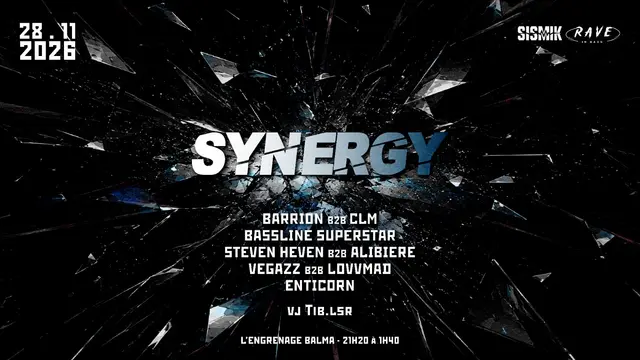 28.11
2026
SISMIK RAVE
SYNERGY
BARRION B2B CLM
BASSLINE SUPERSTAR
STEVEN HEVEN B2B ALIBIERE
VEGAZZ B2B LOVVMAD
ENTICORN
VJ TIB.LSR
L'ENGRENAGE BALMA - 21H20 À 1H40